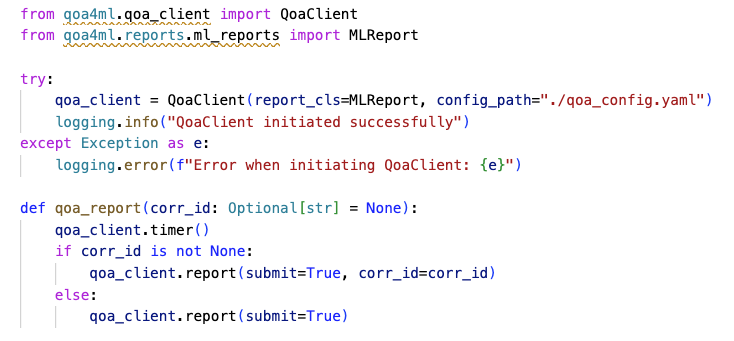 from qoa4ml.qoa_client import QoaClient
from qoa4ml.reports.ml_reports import MLReport

try:
    qoa_client = QoaClient(report_cls=MLReport, config_path="./qoa_config.yaml")
    logging.info("QoaClient initiated successfully")
except Exception as e:
    logging.error(f"Error when initiating QoaClient: {e}")

def qoa_report(corr_id: Optional[str] = None):
    qoa_client.timer()
    if corr_id is not None:
        qoa_client.report(submit=True, corr_id=corr_id)
    else:
        qoa_client.report(submit=True)